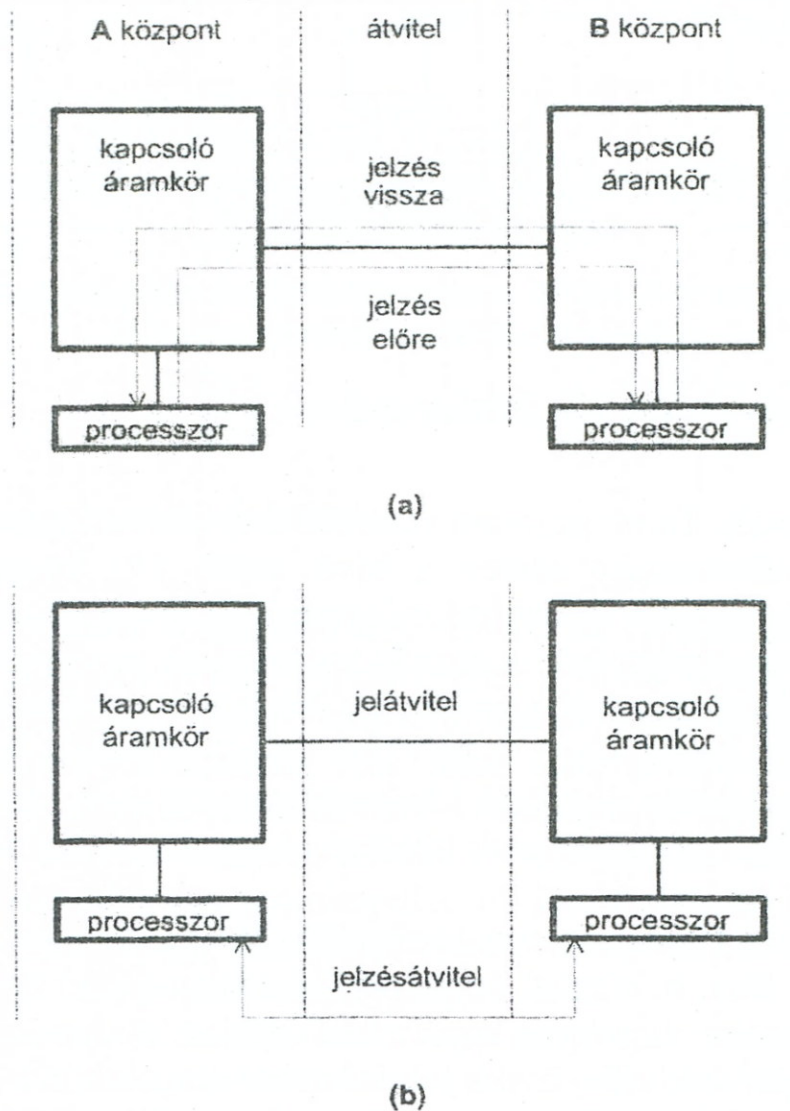 A központ átvitel B központ
kapcsoló
áramkör
jelzés
vissza
kapcsoló
áramkör
jelzés
előre
processzor
processzor
(a)
kapcsoló
áramkör
jelátvitel
kapcsoló
áramkör
processzor
processzor
jelzésátvitel
(b)